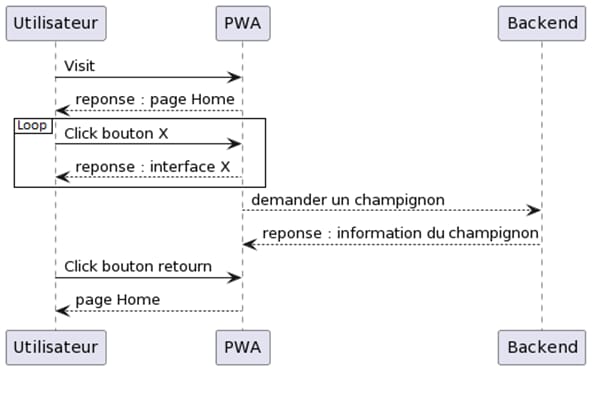 Utilisateur PWA Backend
Visit
reponse : page Home
Loop
Click bouton X
reponse : interface X
demander un champignon
reponse : information du champignon
Click bouton retourn
page Home
Utilisateur PWA Backend